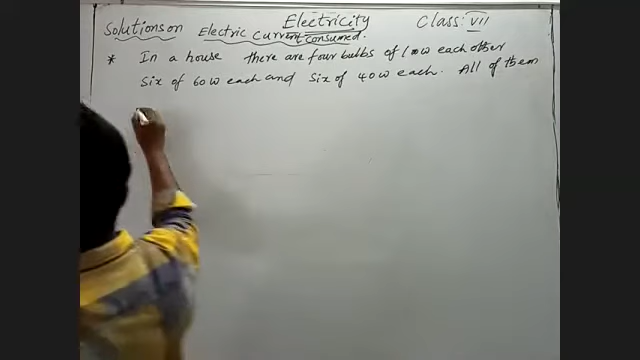 Electricity
Class: VII
Solutions on Electric Current Consumed.
* In a house there are four bulbs of 100W each other
Six of 60W each and Six of 40W each. All of them